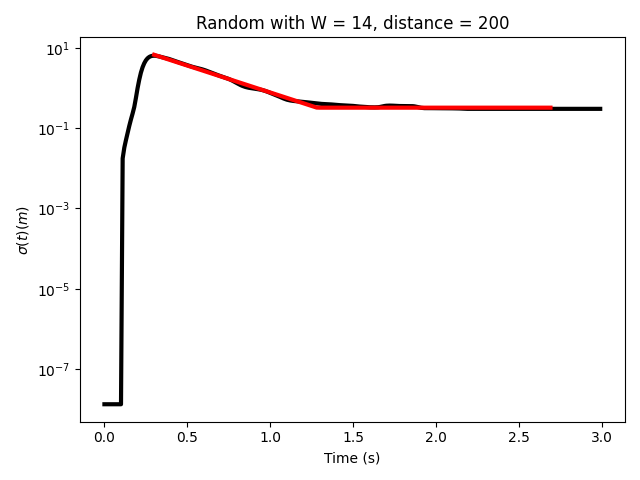 Random with W = 14, distance = 200
10¹
10⁻¹
10⁻³
10⁻⁵
10⁻⁷
σ(t)(m)
0.0 0.5 1.0 1.5 2.0 2.5 3.0
Time (s)